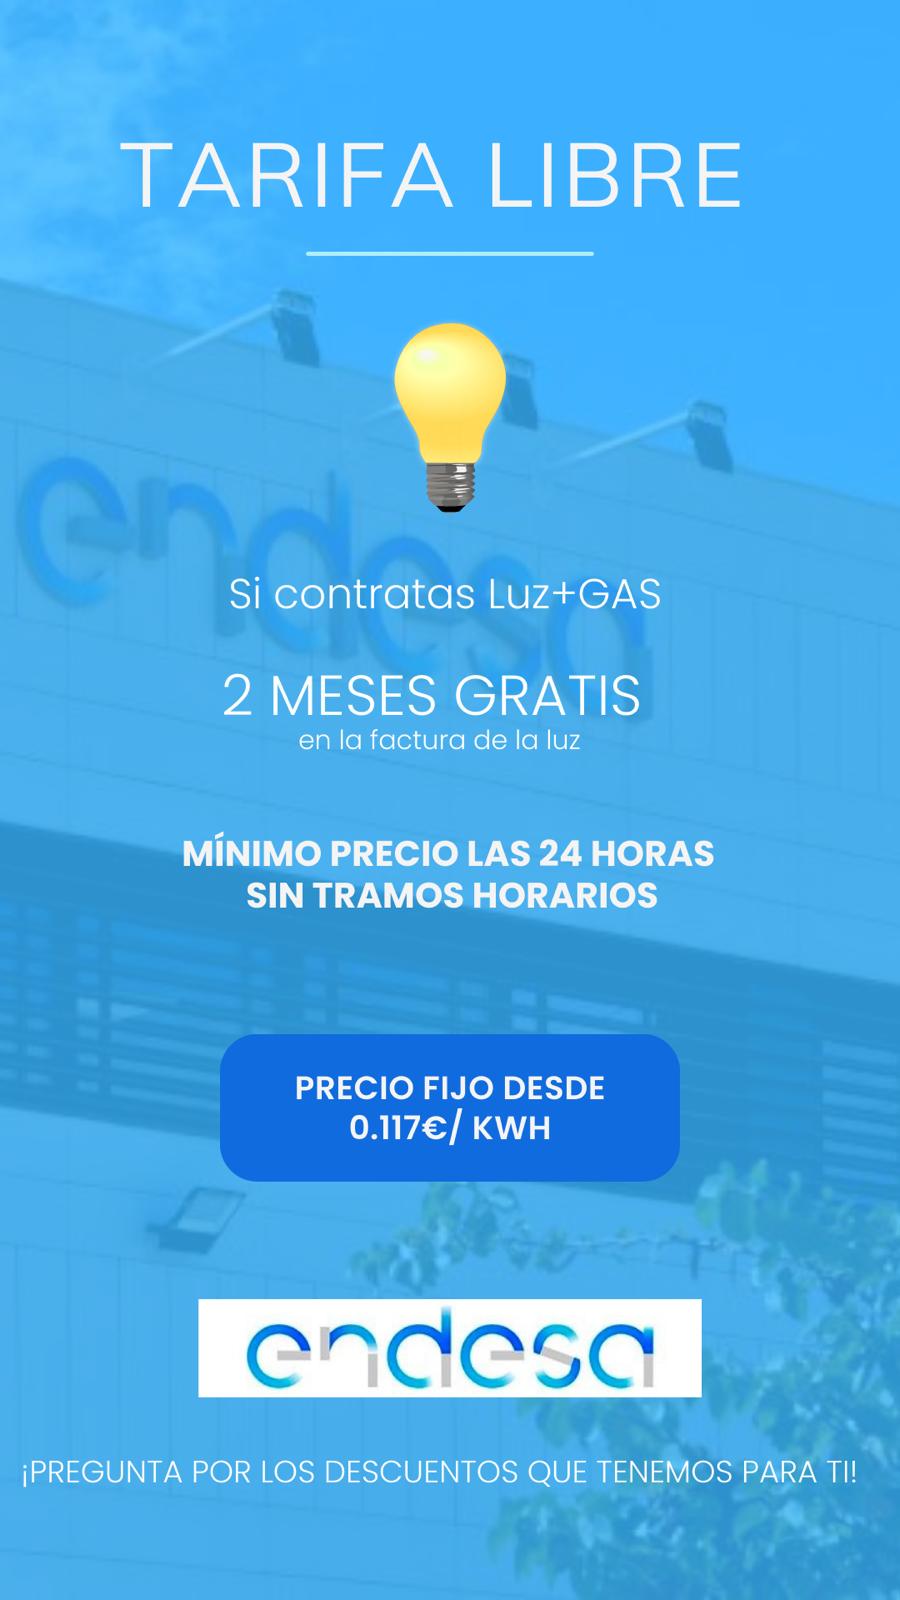 TARIFA LIBRE
endesa
Si contratas Luz+GAS
2 MESES GRATIS
en la factura de la luz
MÍNIMO PRECIO LAS 24 HORAS
SIN TRAMOS HORARIOS
PRECIO FIJO DESDE
0.117€/ KWH
endesa
¡PREGUNTA POR LOS DESCUENTOS QUE TENEMOS PARA TI!